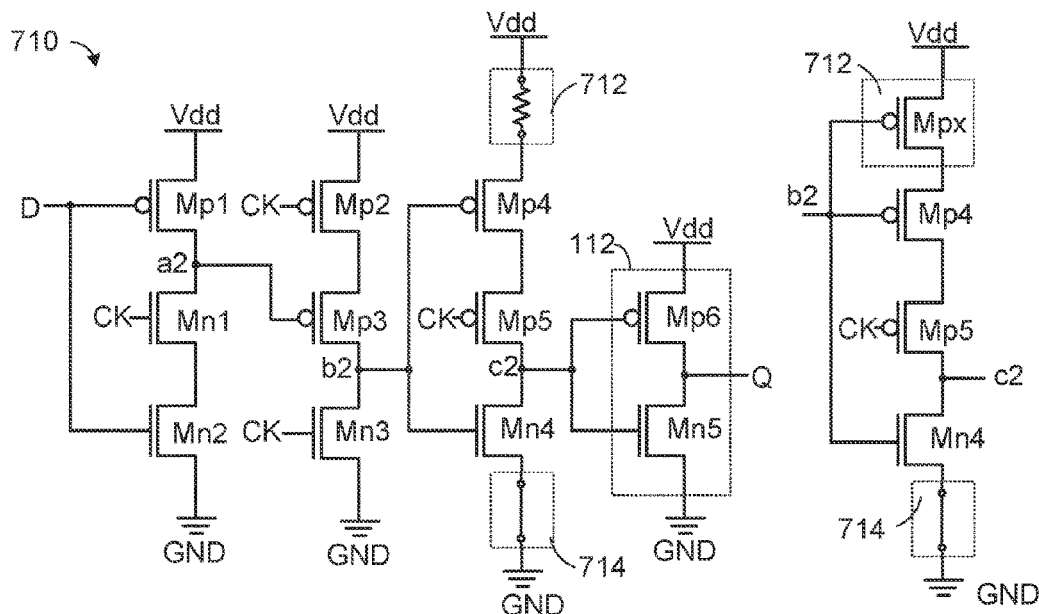 710
Vdd
Vdd
Vdd
712
D
Mp1
CK
Mp2
Mp4
a2
CK
Mn1
Mp3
CK
Mp5
b2
c2
Mn2
CK
Mn3
Mn4
GND
GND
714
GND
112
Vdd
Mp6
Q
Mn5
GND
712
Vdd
Mpx
b2
Mp4
CK
Mp5
c2
Mn4
714
GND